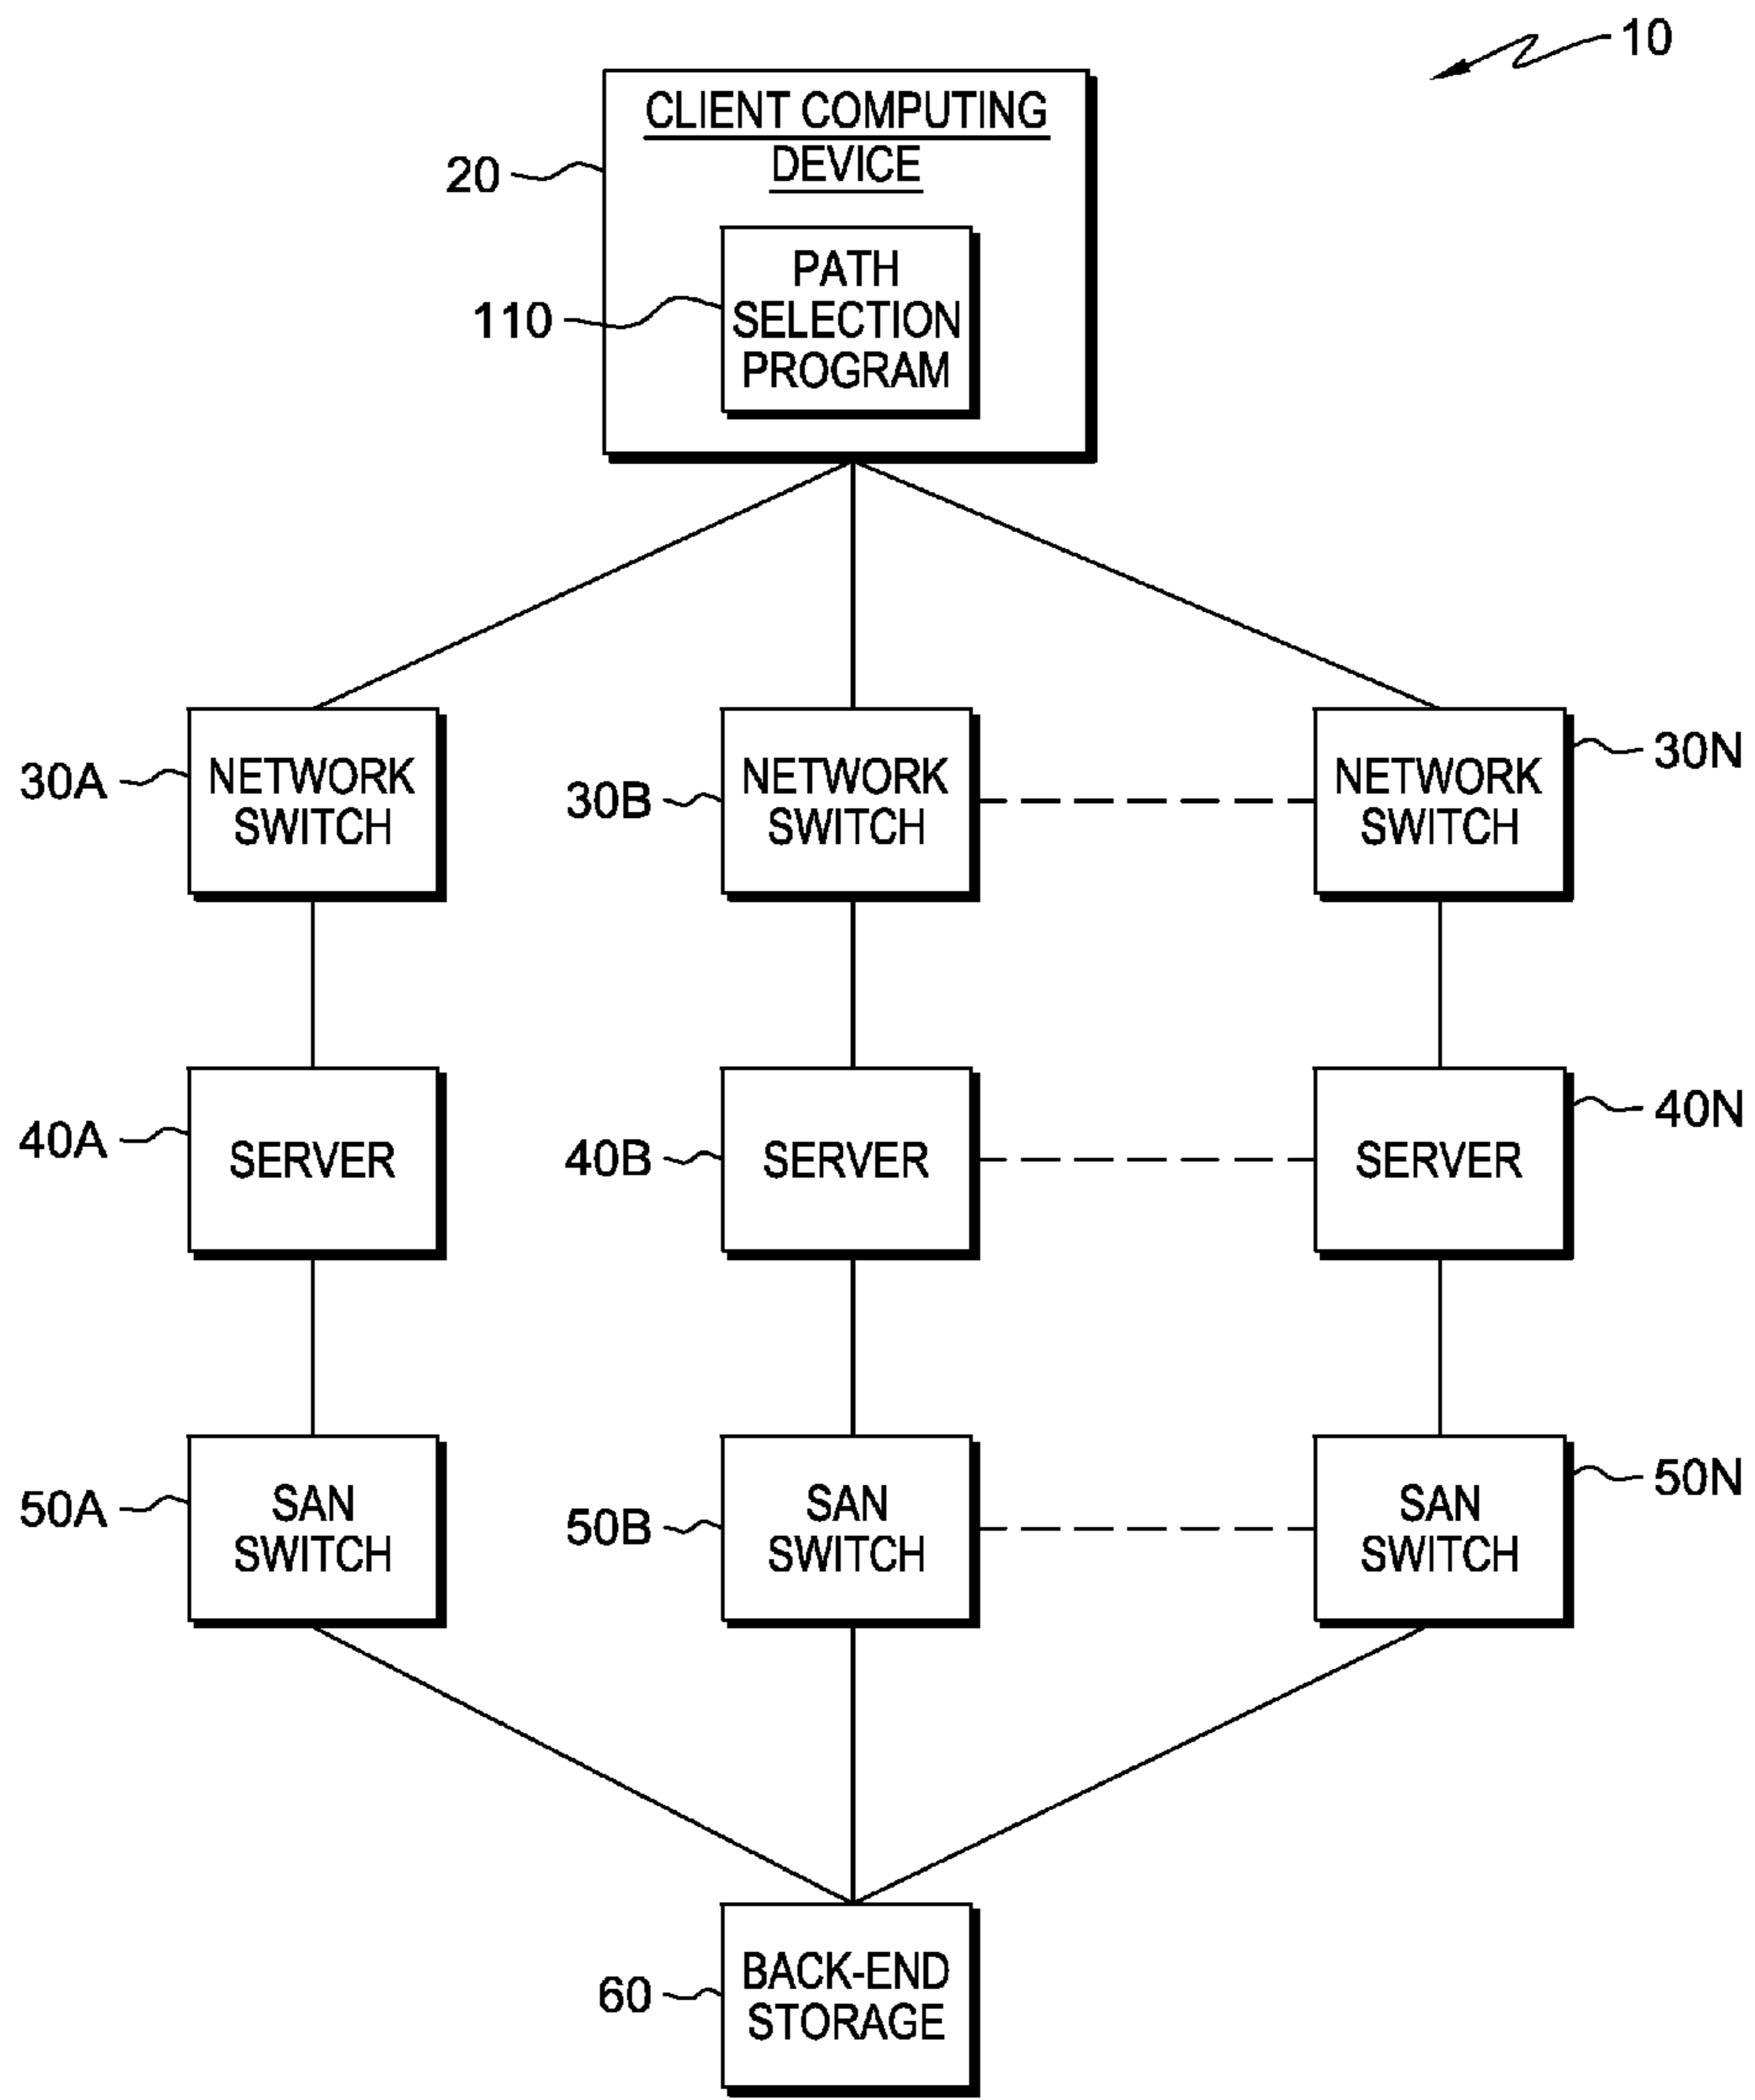 10
CLIENT COMPUTING
DEVICE
20
PATH
SELECTION
PROGRAM
110
30A
NETWORK
SWITCH
30B
NETWORK
SWITCH
NETWORK
SWITCH
30N
40A
SERVER
40B
SERVER
SERVER
40N
50A
SAN
SWITCH
50B
SAN
SWITCH
SAN
SWITCH
50N
60
BACK-END
STORAGE